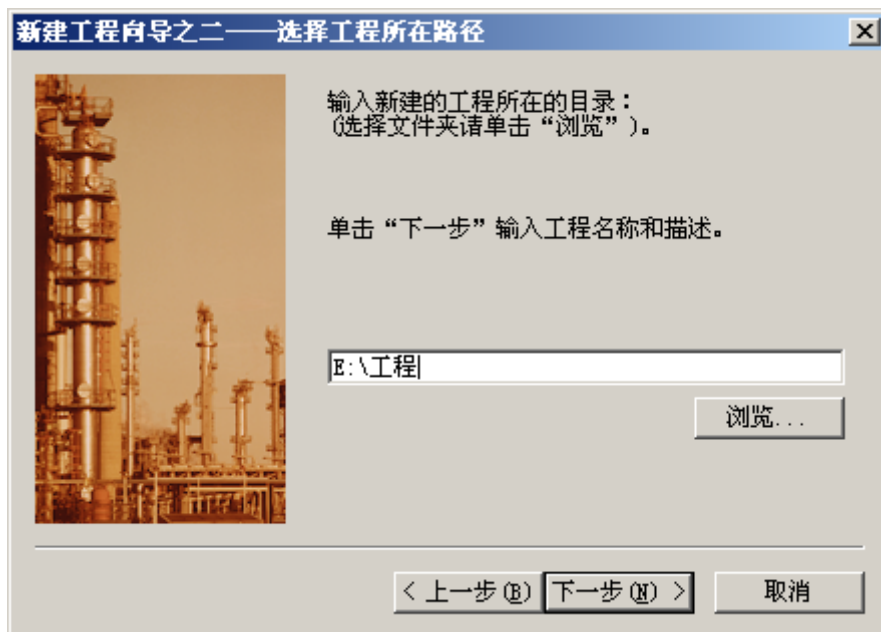 新建工程向导之二——选择工程所在路径
输入新建的工程所在的目录：
(选择文件夹请单击“浏览”)。
单击“下一步”输入工程名称和描述。
E:\工程
浏览...
< 上一步(B) 下一步(N) > 取消